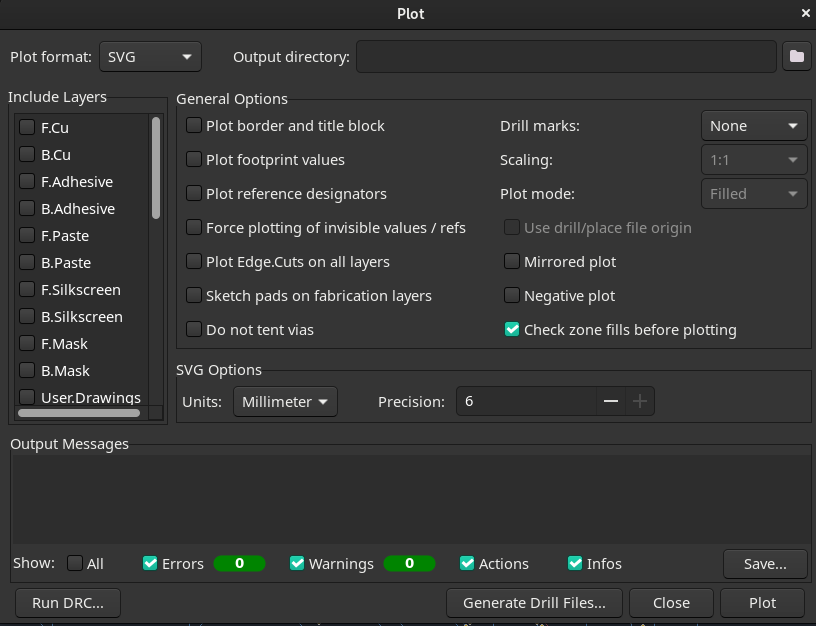 Plot
Plot format: SVG Output directory:
Include Layers
F.Cu
B.Cu
F.Adhesive
B.Adhesive
F.Paste
B.Paste
F.Silkscreen
B.Silkscreen
F.Mask
B.Mask
User.Drawings
General Options
Plot border and title block
Plot footprint values
Plot reference designators
Force plotting of invisible values / refs
Plot Edge.Cuts on all layers
Sketch pads on fabrication layers
Do not tent vias
Drill marks: None
Scaling: 1:1
Plot mode: Filled
Use drill/place file origin
Mirrored plot
Negative plot
Check zone fills before plotting
SVG Options
Units: Millimeter Precision: 6
Output Messages
Show: All Errors 0 Warnings 0 Actions Infos Save...
Run DRC... Generate Drill Files... Close Plot